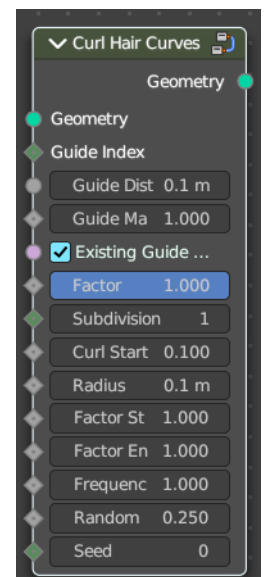 Curl Hair Curves
Geometry
Geometry
Guide Index
Guide Dist 0.1 m
Guide Ma 1.000
Existing Guide ...
Factor 1.000
Subdivision 1
Curl Start 0.100
Radius 0.1 m
Factor St 1.000
Factor En 1.000
Frequenc 1.000
Random 0.250
Seed 0